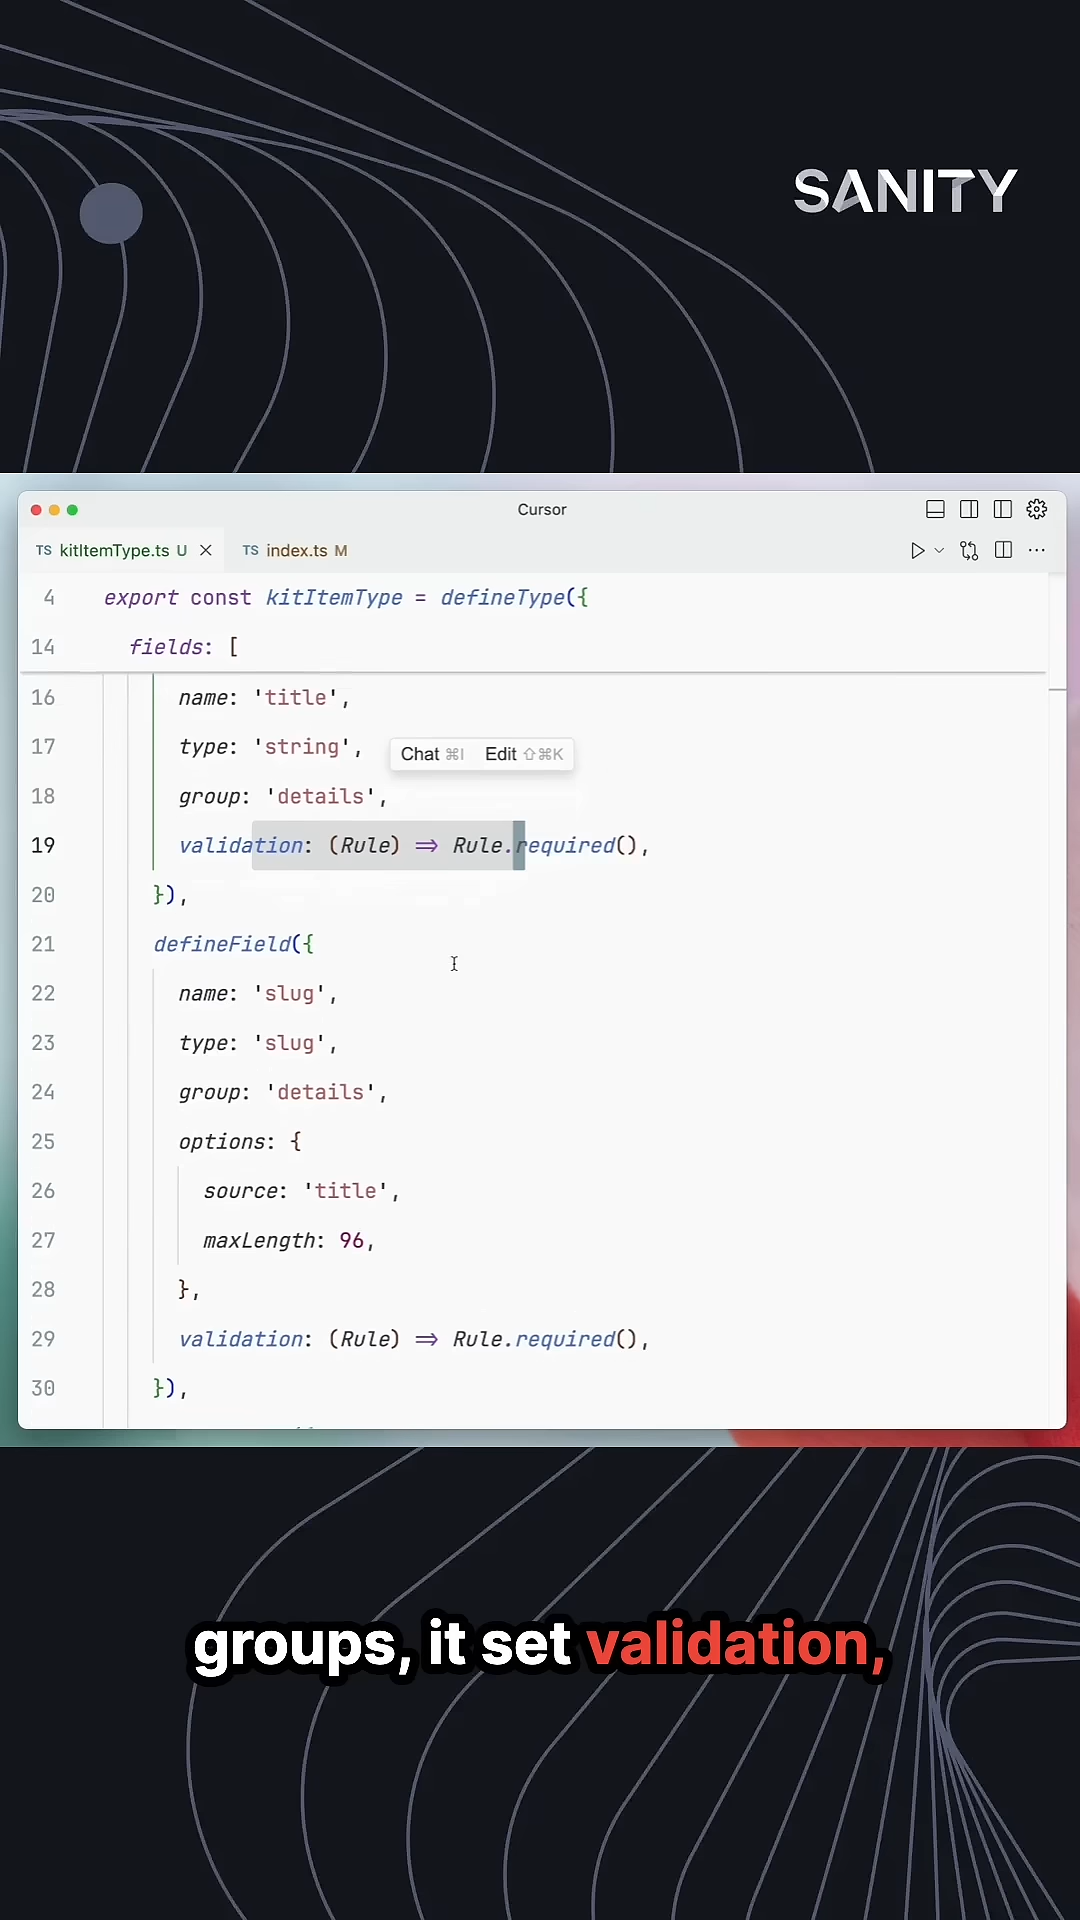 SANITY
Cursor
TS kitItemType.ts U
TS index.ts M
4 export const kitItemType = defineType({
14 fields: [
16 name: 'title',
17 type: 'string',
Chat ⌘I Edit ⇧⌘K
18 group: 'details',
19 validation: (Rule) ⇒ Rule.required(),
20 }),
21 defineField({
22 name: 'slug',
23 type: 'slug',
24 group: 'details',
25 options: {
26 source: 'title',
27 maxLength: 96,
28 },
29 validation: (Rule) ⇒ Rule.required(),
30 }),
groups, it set validation,